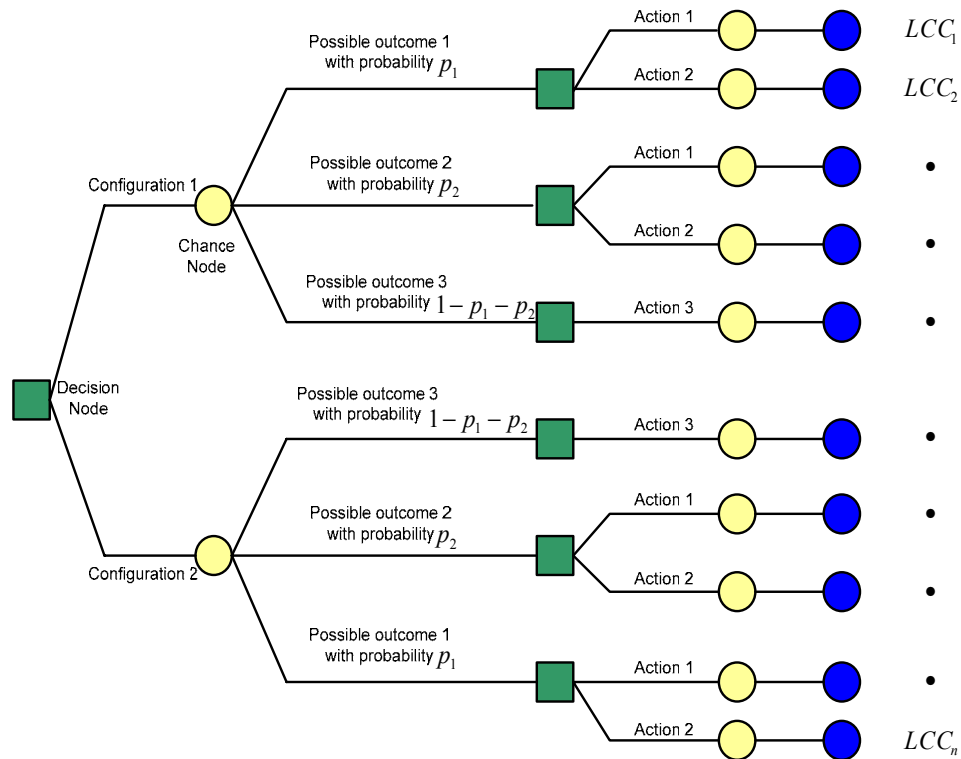 Action 1
LCC₁
Possible outcome 1
with probability p₁
Action 2
LCC₂
Possible outcome 2
with probability p₂
Action 1
•
Configuration 1
Chance
Node
Action 2
•
Possible outcome 3
with probability 1 − p₁ − p₂
Action 3
•
Decision
Node
Possible outcome 3
with probability 1 − p₁ − p₂
Action 3
•
Possible outcome 2
with probability p₂
Action 1
•
Configuration 2
Action 2
•
Possible outcome 1
with probability p₁
Action 1
•
Action 2
LCCₙ